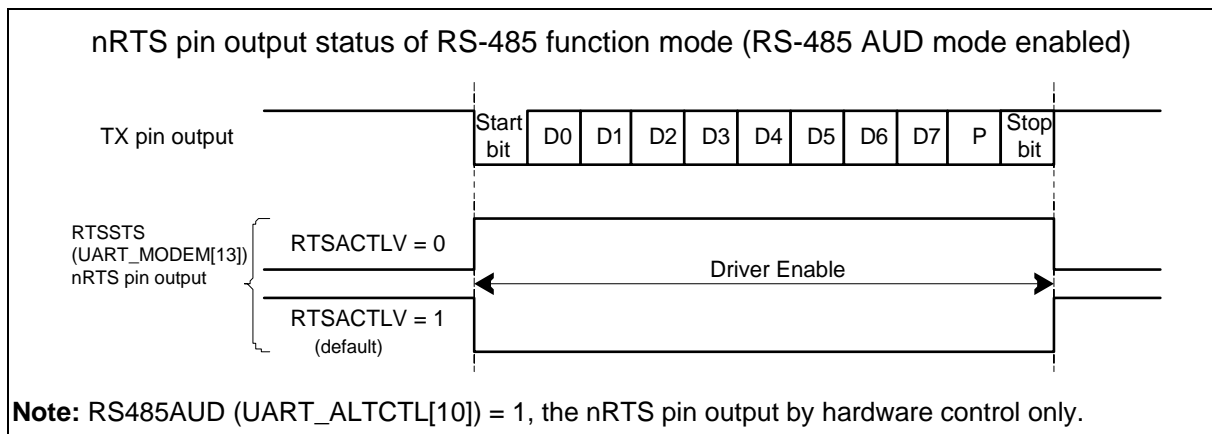 nRTS pin output status of RS-485 function mode (RS-485 AUD mode enabled)
TX pin output
Start bit
D0
D1
D2
D3
D4
D5
D6
D7
P
Stop bit
RTSSTS
(UART_MODEM[13])
nRTS pin output
RTSACTLV = 0
Driver Enable
RTSACTLV = 1
(default)
Note: RS485AUD (UART_ALTCTL[10]) = 1, the nRTS pin output by hardware control only.